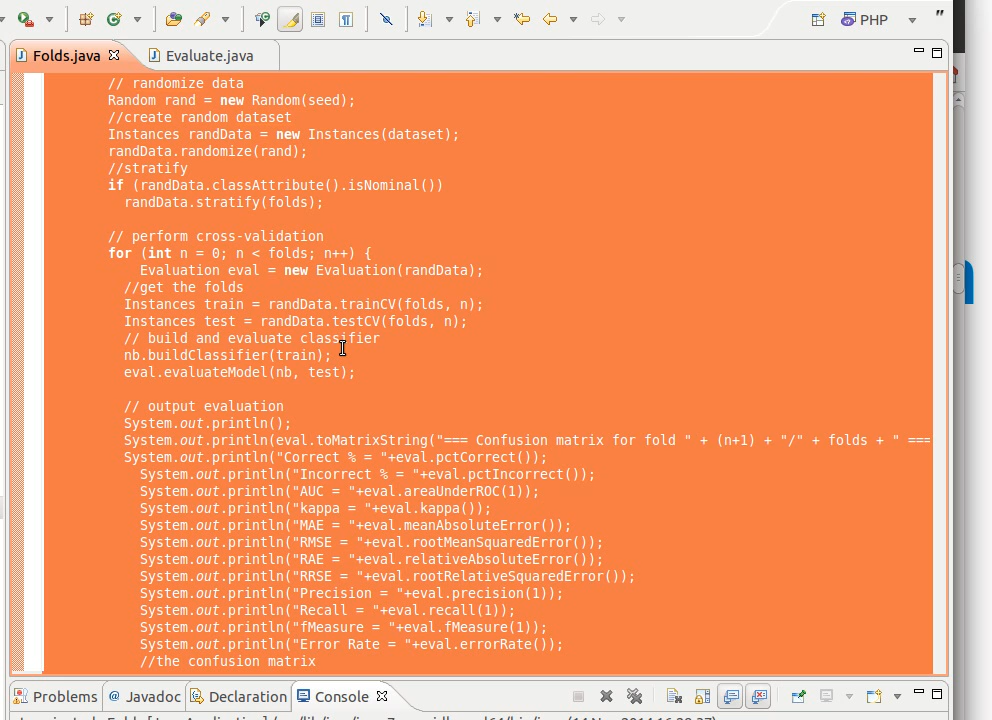 PHP
"
Folds.java
Evaluate.java
// randomize data
Random rand = new Random(seed);
//create random dataset
Instances randData = new Instances(dataset);
randData.randomize(rand);
//stratify
if (randData.classAttribute().isNominal())
randData.stratify(folds);
// perform cross-validation
for (int n = 0; n < folds; n++) {
Evaluation eval = new Evaluation(randData);
//get the folds
Instances train = randData.trainCV(folds, n);
Instances test = randData.testCV(folds, n);
// build and evaluate classifier
nb.buildClassifier(train);
eval.evaluateModel(nb, test);
// output evaluation
System.out.println();
System.out.println(eval.toMatrixString("=== Confusion matrix for fold " + (n+1) + "/" + folds + " ===
System.out.println("Correct % = "+eval.pctCorrect());
System.out.println("Incorrect % = "+eval.pctIncorrect());
System.out.println("AUC = "+eval.areaUnderROC(1));
System.out.println("kappa = "+eval.kappa());
System.out.println("MAE = "+eval.meanAbsoluteError());
System.out.println("RMSE = "+eval.rootMeanSquaredError());
System.out.println("RAE = "+eval.relativeAbsoluteError());
System.out.println("RRSE = "+eval.rootRelativeSquaredError());
System.out.println("Precision = "+eval.precision(1));
System.out.println("Recall = "+eval.recall(1));
System.out.println("fMeasure = "+eval.fMeasure(1));
System.out.println("Error Rate = "+eval.errorRate());
//the confusion matrix
Problems @ Javadoc Declaration Console